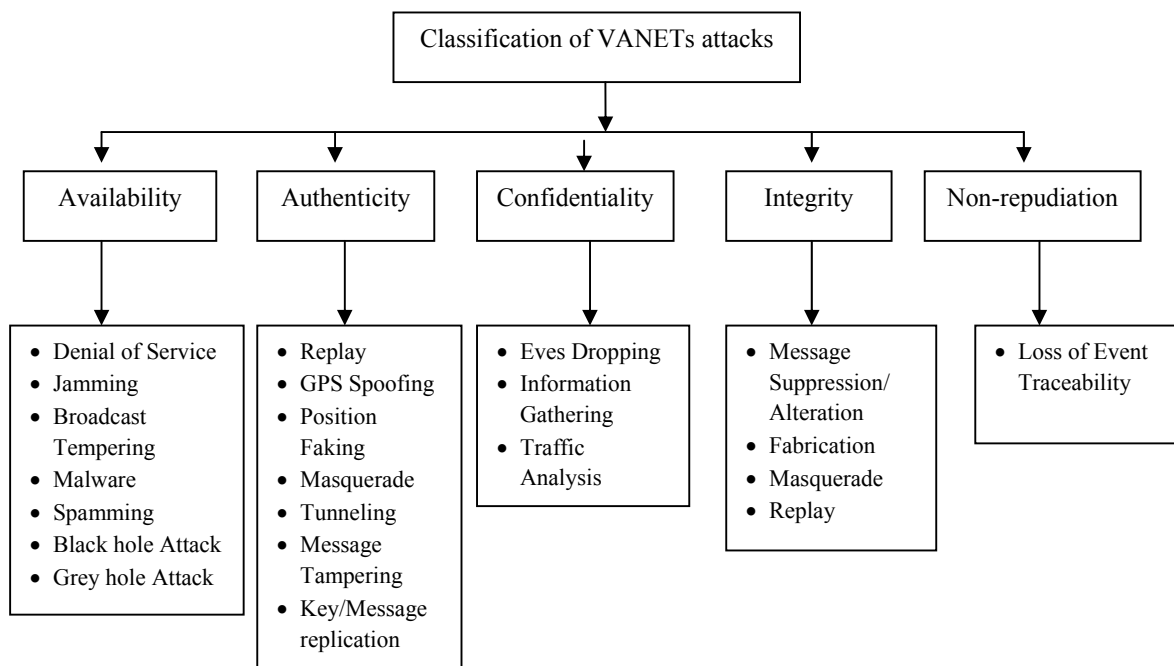 Classification of VANETs attacks
Availability
Authenticity
Confidentiality
Integrity
Non-repudiation
• Denial of Service
• Jamming
• Broadcast
Tempering
• Malware
• Spamming
• Black hole Attack
• Grey hole Attack
• Replay
• GPS Spoofing
• Position
Faking
• Masquerade
• Tunneling
• Message
Tampering
• Key/Message
replication
• Eves Dropping
• Information
Gathering
• Traffic
Analysis
• Message
Suppression/
Alteration
• Fabrication
• Masquerade
• Replay
• Loss of Event
Traceability